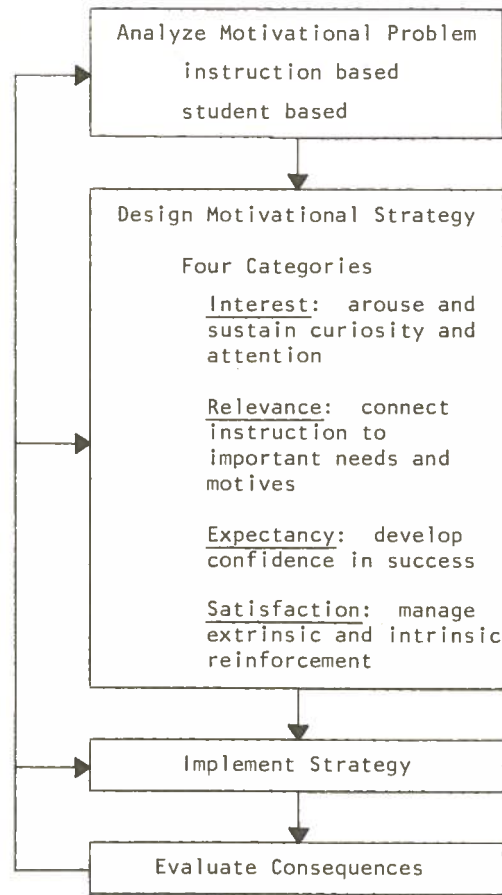 Analyze Motivational Problem
instruction based
student based
Design Motivational Strategy
Four Categories
Interest: arouse and
sustain curiosity and
attention
Relevance: connect
instruction to
important needs and
motives
Expectancy: develop
confidence in success
Satisfaction: manage
extrinsic and intrinsic
reinforcement
Implement Strategy
Evaluate Consequences